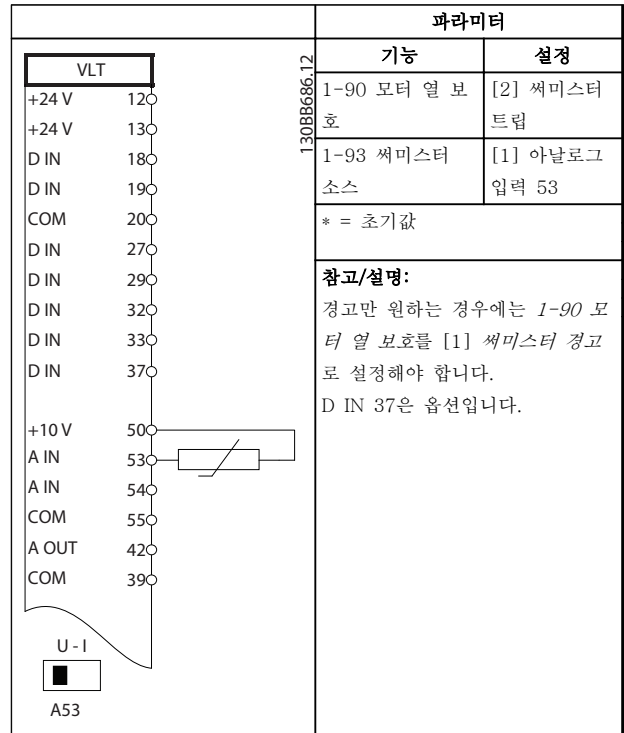 파라미터
VLT
+24 V 12
+24 V 13
D IN 18
D IN 19
COM 20
D IN 27
D IN 29
D IN 32
D IN 33
D IN 37
+10 V 50
A IN 53
A IN 54
COM 55
A OUT 42
COM 39
U - I
A53
130BB686.12
기능 설정
1-90 모터 열 보 [2] 써미스터
호 트립
1-93 써미스터 [1] 아날로그
소스 입력 53
* = 초기값
참고/설명:
경고만 원하는 경우에는 1-90 모
터 열 보호를 [1] 써미스터 경고
로 설정해야 합니다.
D IN 37은 옵션입니다.